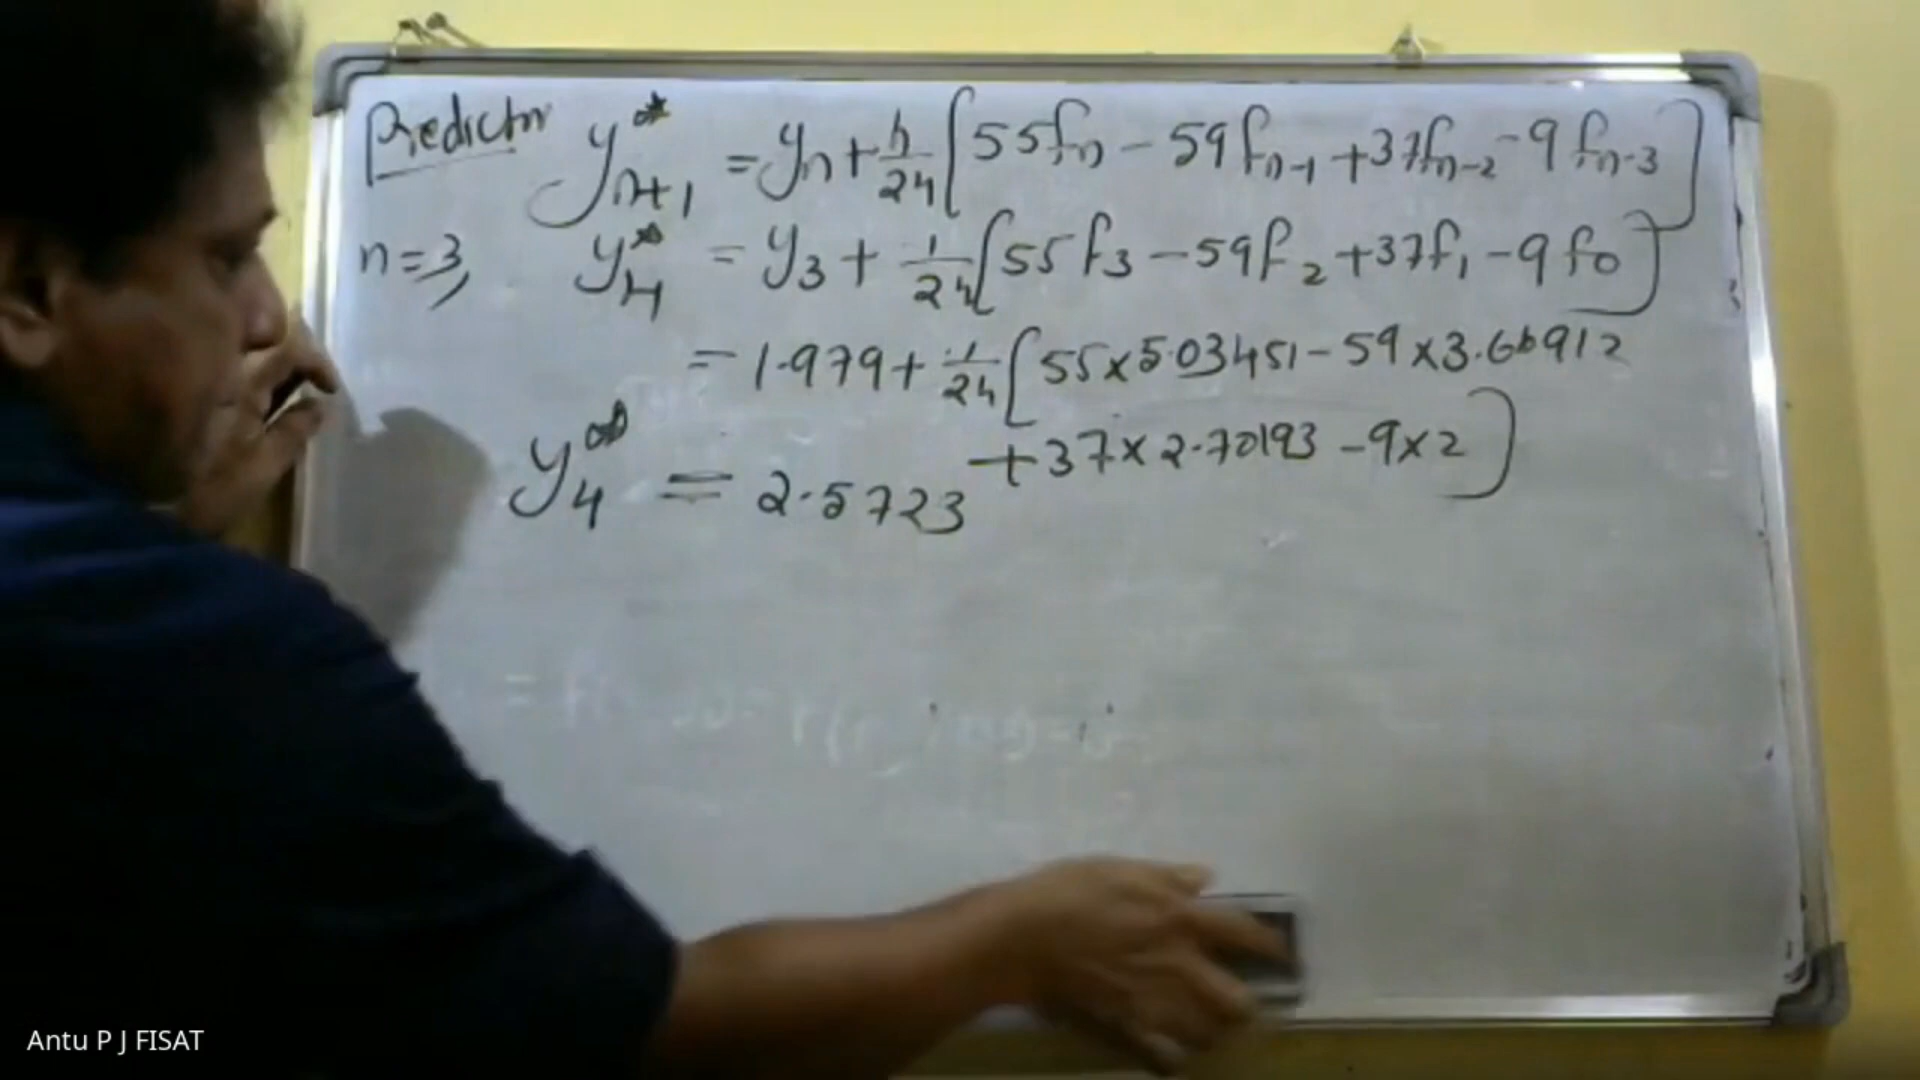 Predictor y*n+1 = yn + h/24 [55fn - 59fn-1 + 37fn-2 - 9fn-3]
n=3, y*4 = y3 + 1/24 [55f3 - 59f2 + 37f1 - 9f0]
= 1.979 + 1/24 [55×5.03451 - 59×3.66912
+ 37×2.70193 - 9×2]
y*4 = 2.5723
Antu P J FISAT